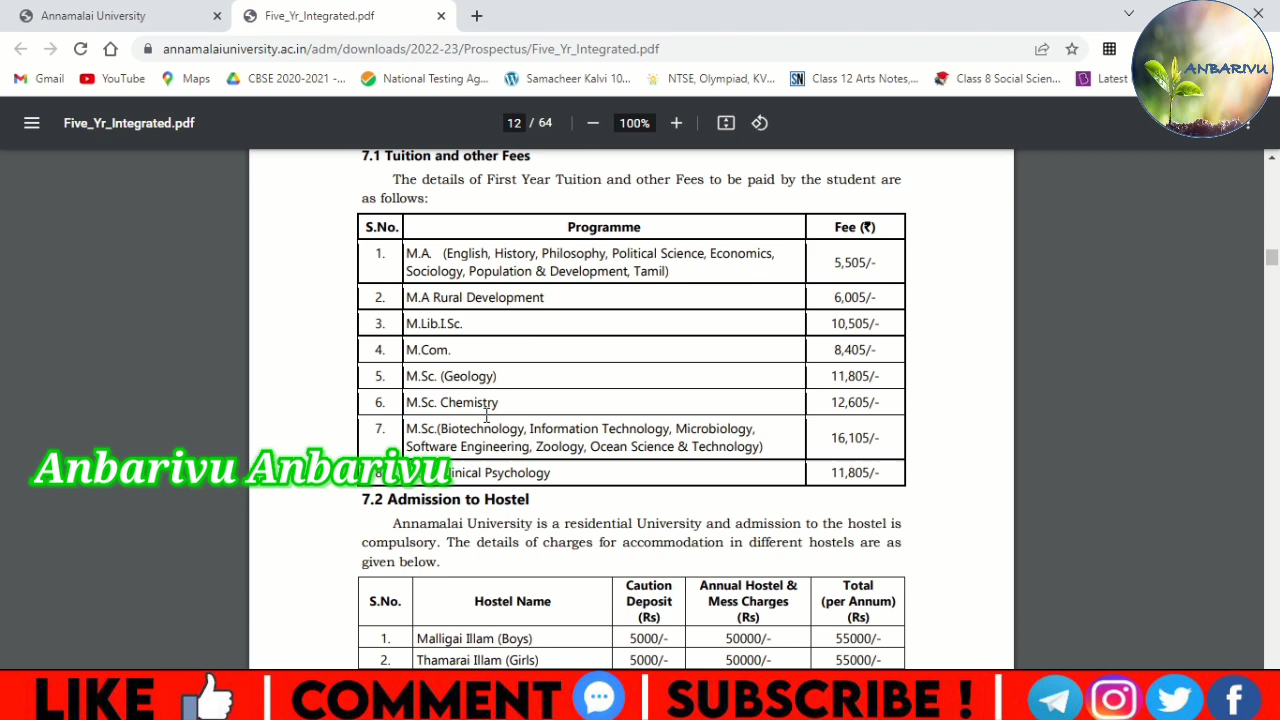 Annamalai University
Five_Yr_Integrated.pdf
annamalaiuniversity.ac.in/adm/downloads/2022-23/Prospectus/Five_Yr_Integrated.pdf
Gmail YouTube Maps CBSE 2020-2021 -... National Testing Ag... Samacheer Kalvi 10... NTSE, Olympiad, KV... Class 12 Arts Notes,... Class 8 Social Scien... Latest
ANBARIVU
Five_Yr_Integrated.pdf 12 / 64 100%
7.1 Tuition and other Fees
The details of First Year Tuition and other Fees to be paid by the student are
as follows:
S.No. Programme Fee (₹)
1. M.A. (English, History, Philosophy, Political Science, Economics,
Sociology, Population & Development, Tamil) 5,505/-
2. M.A Rural Development 6,005/-
3. M.Lib.I.Sc. 10,505/-
4. M.Com. 8,405/-
5. M.Sc. (Geology) 11,805/-
6. M.Sc. Chemistry 12,605/-
7. M.Sc.(Biotechnology, Information Technology, Microbiology,
Software Engineering, Zoology, Ocean Science & Technology) 16,105/-
Psychology 11,805/-
Anbarivu Anbarivu
7.2 Admission to Hostel
Annamalai University is a residential University and admission to the hostel is
compulsory. The details of charges for accommodation in different hostels are as
given below.
S.No. Hostel Name Caution Deposit (Rs) Annual Hostel & Mess Charges (Rs) Total (per Annum) (Rs)
1. Malligai Illam (Boys) 5000/- 50000/- 55000/-
2. Thamarai Illam (Girls) 5000/- 50000/- 55000/-
LIKE COMMENT SUBSCRIBE !